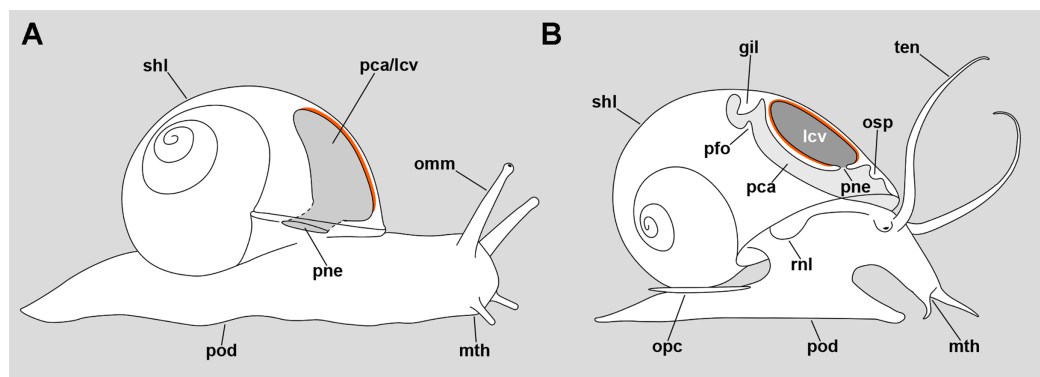 A
shl
pca/lcv
omm
pne
pod
mth
B
gil
ten
shl
lcv
osp
pfo
pca
pne
rnl
opc
pod
mth